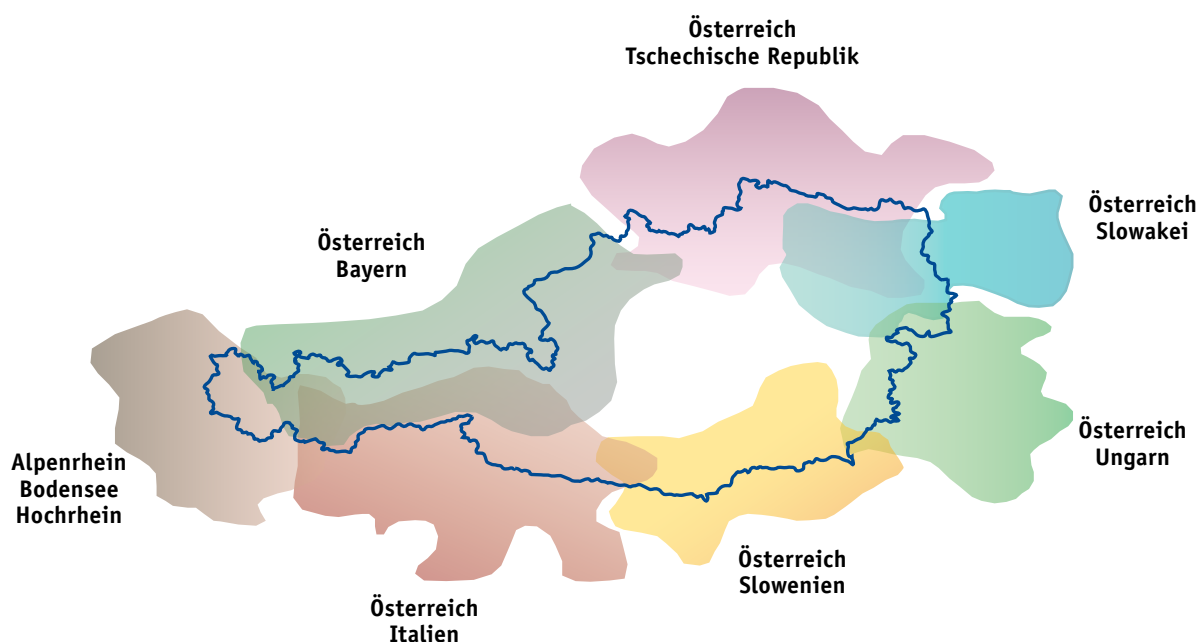 Österreich
Tschechische Republik
Österreich
Slowakei
Österreich
Bayern
Österreich
Ungarn
Alpenrhein
Bodensee
Hochrhein
Österreich
Slowenien
Österreich
Italien